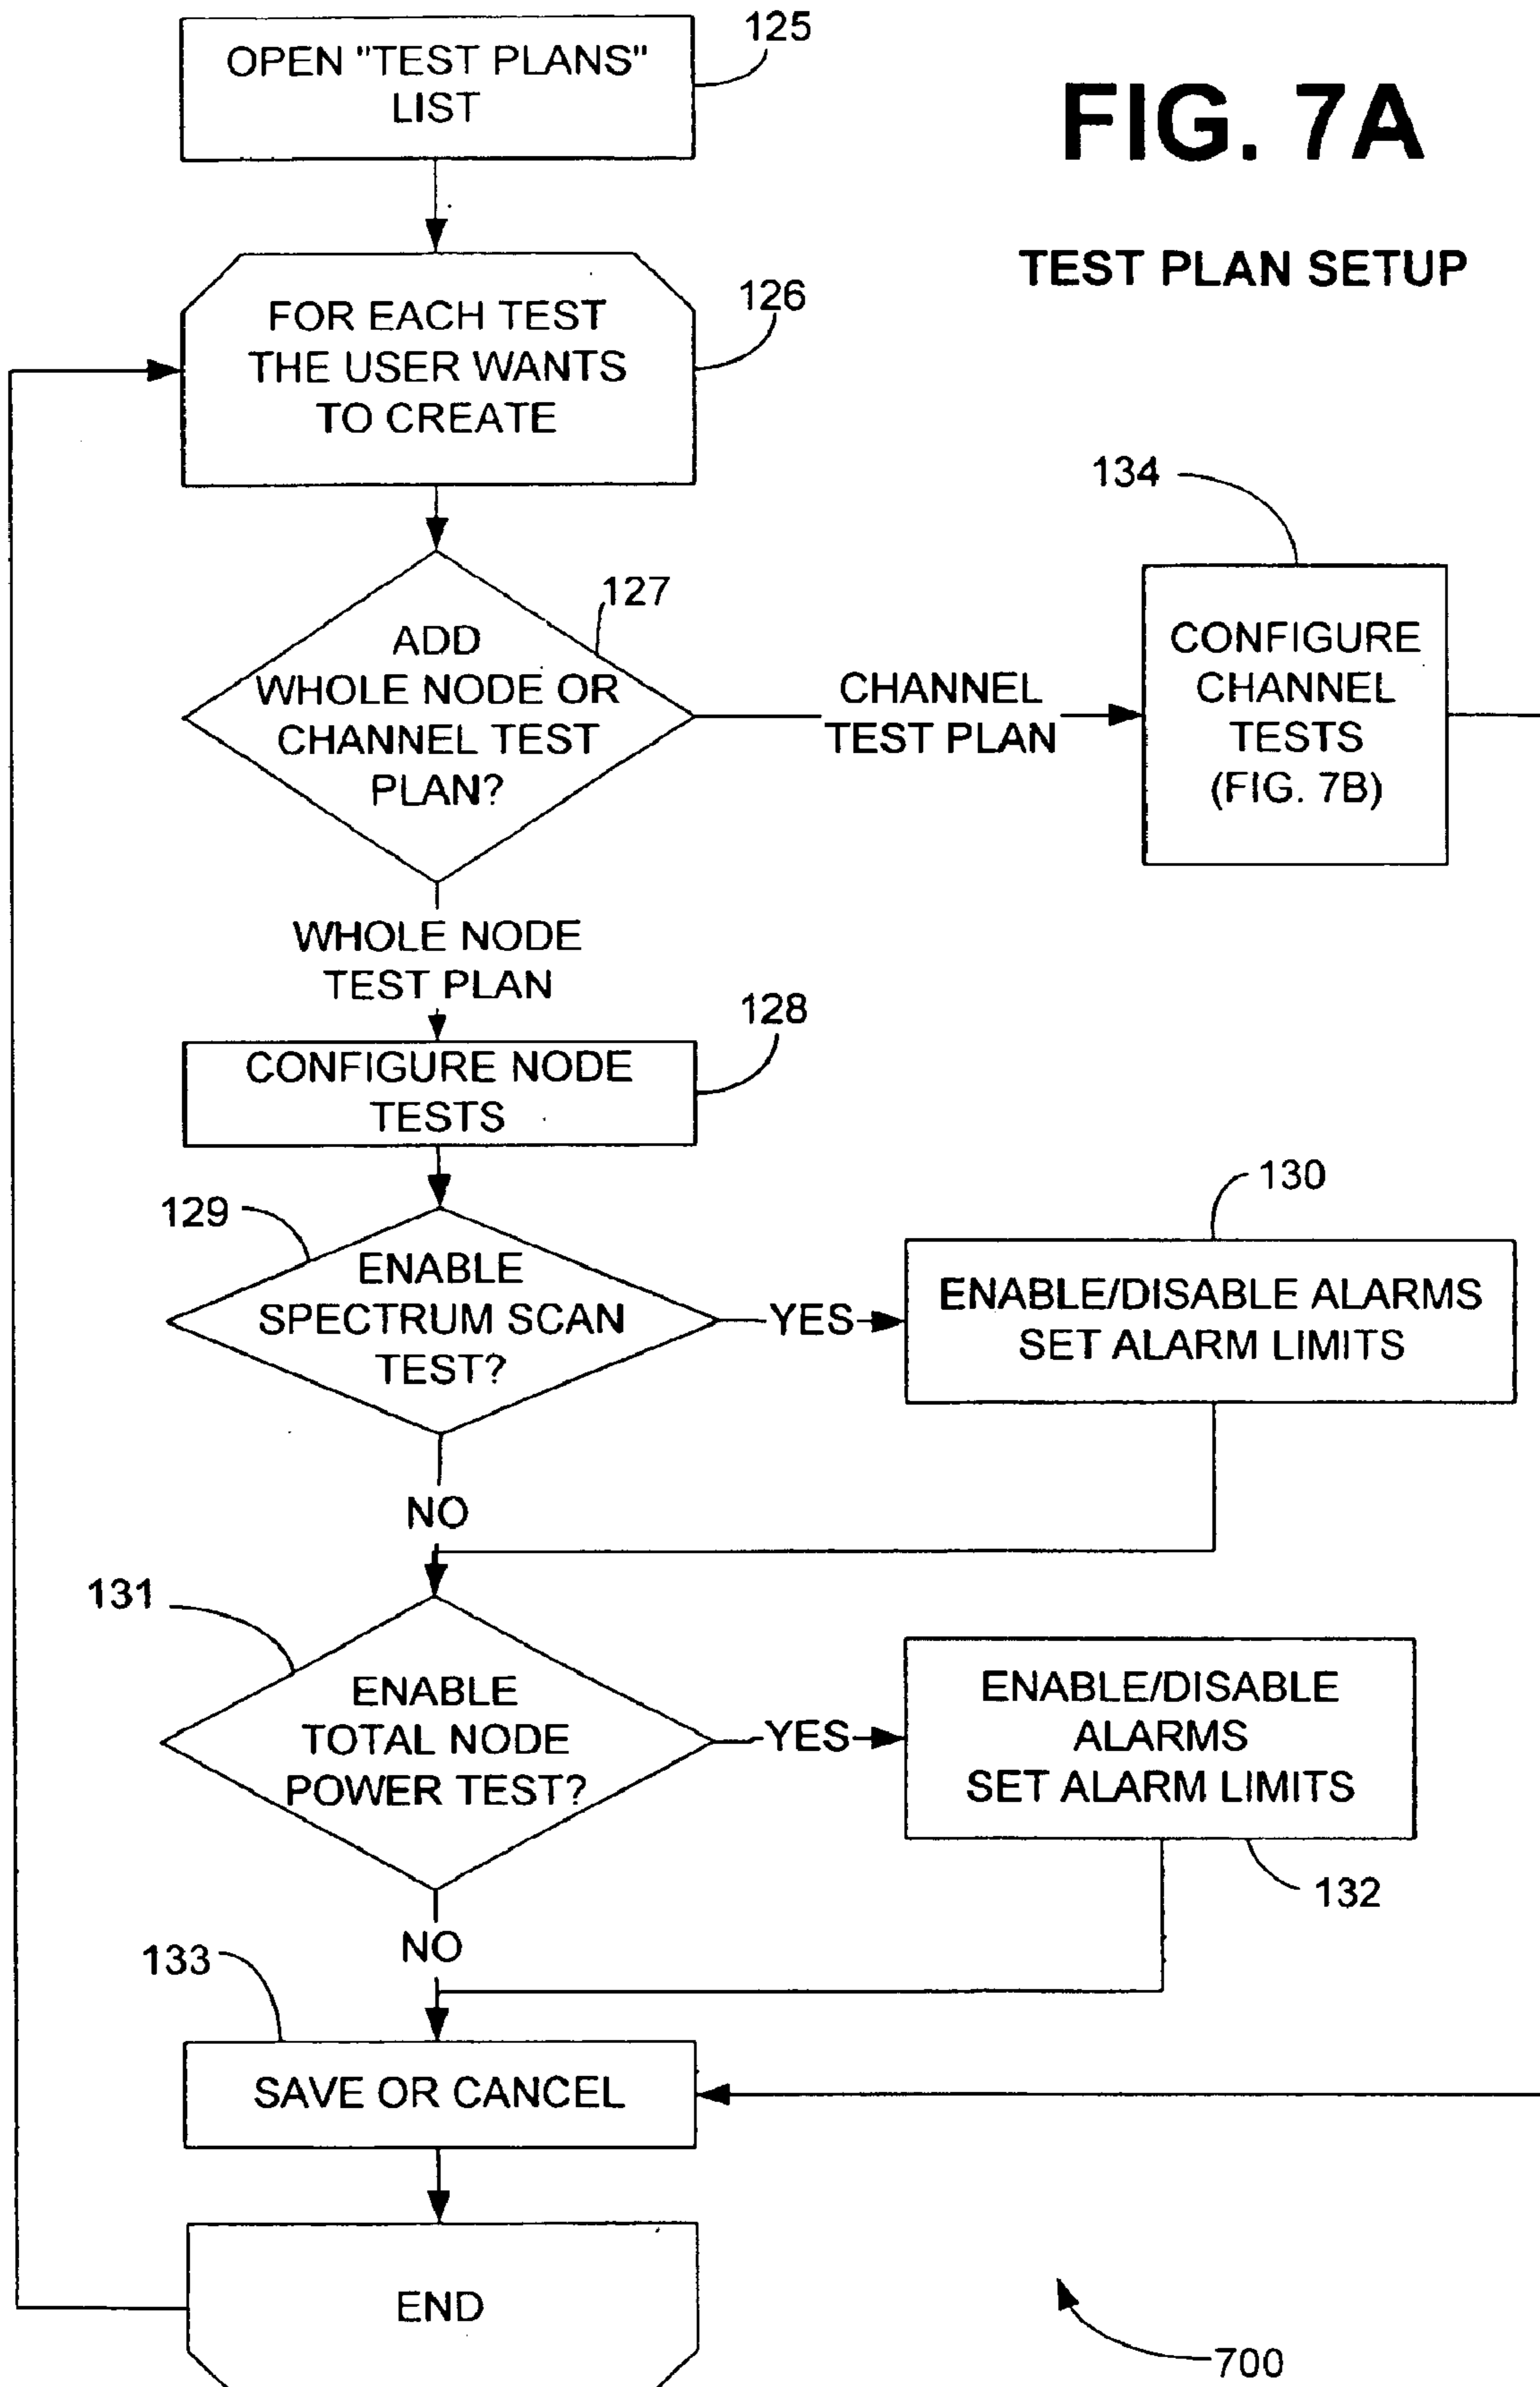 125
OPEN "TEST PLANS"
LIST
FIG. 7A
TEST PLAN SETUP
126
FOR EACH TEST
THE USER WANTS
TO CREATE
134
127
ADD
WHOLE NODE OR
CHANNEL TEST
PLAN?
CHANNEL
TEST PLAN
CONFIGURE
CHANNEL
TESTS
(FIG. 7B)
WHOLE NODE
TEST PLAN
128
CONFIGURE NODE
TESTS
129
ENABLE
SPECTRUM SCAN
TEST?
YES
130
ENABLE/DISABLE ALARMS
SET ALARM LIMITS
NO
131
ENABLE
TOTAL NODE
POWER TEST?
YES
ENABLE/DISABLE
ALARMS
SET ALARM LIMITS
132
NO
133
SAVE OR CANCEL
END
700